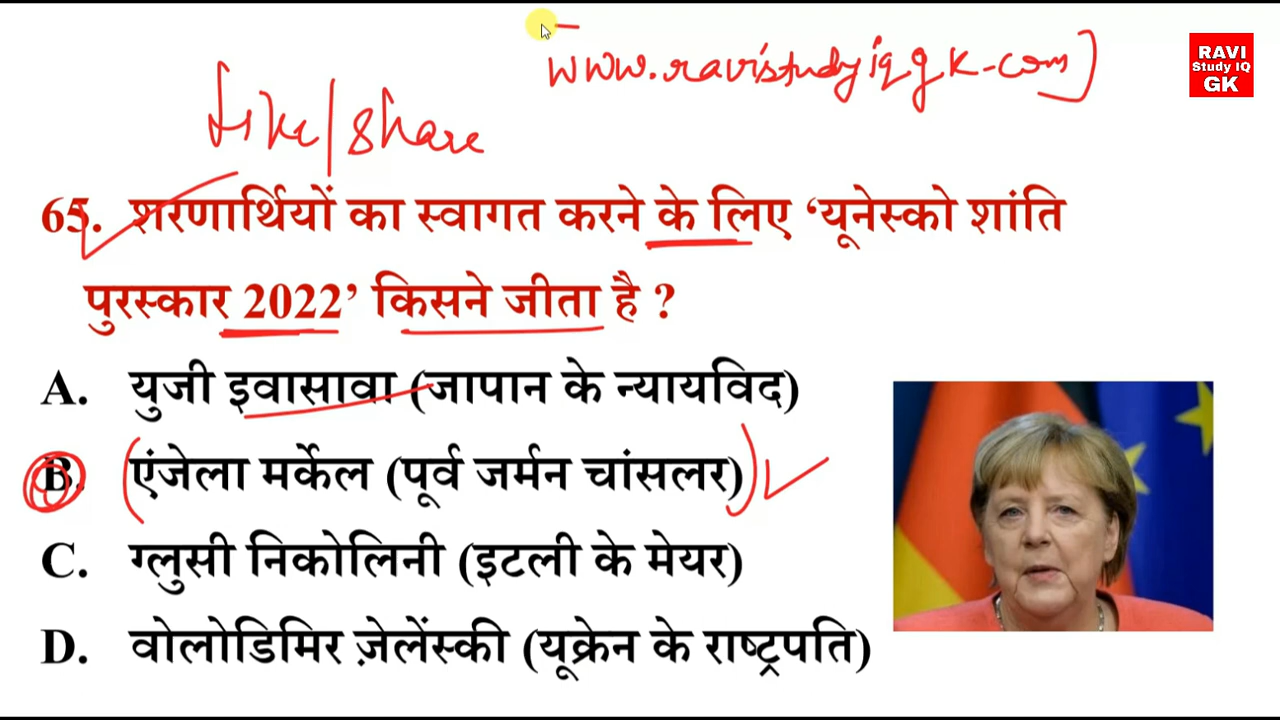 www.ravistudyiqgk.com]
RAVI
Study IQ
GK
Like/share
65. शरणार्थियों का स्वागत करने के लिए ‘यूनेस्को शांति
पुरस्कार 2022’ किसने जीता है ?
A. युजी इवासावा (जापान के न्यायविद)
B. एंजेला मर्केल (पूर्व जर्मन चांसलर)
C. ग्लुसी निकोलिनी (इटली के मेयर)
D. वोलोडिमिर ज़ेलेंस्की (यूक्रेन के राष्ट्रपति)